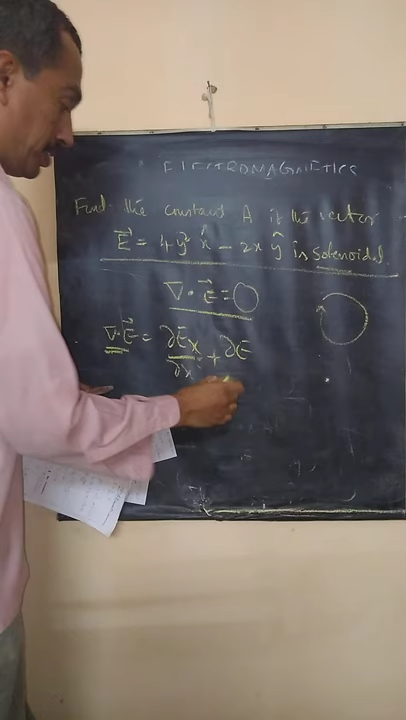 ELECTROMAGNETICS
Find the constant A if the vector
E⃗ = 4y² x̂ − 2x ŷ is solenoidal.
∇·E⃗ = 0
∇·E⃗ = ∂Ex/∂x + ∂E